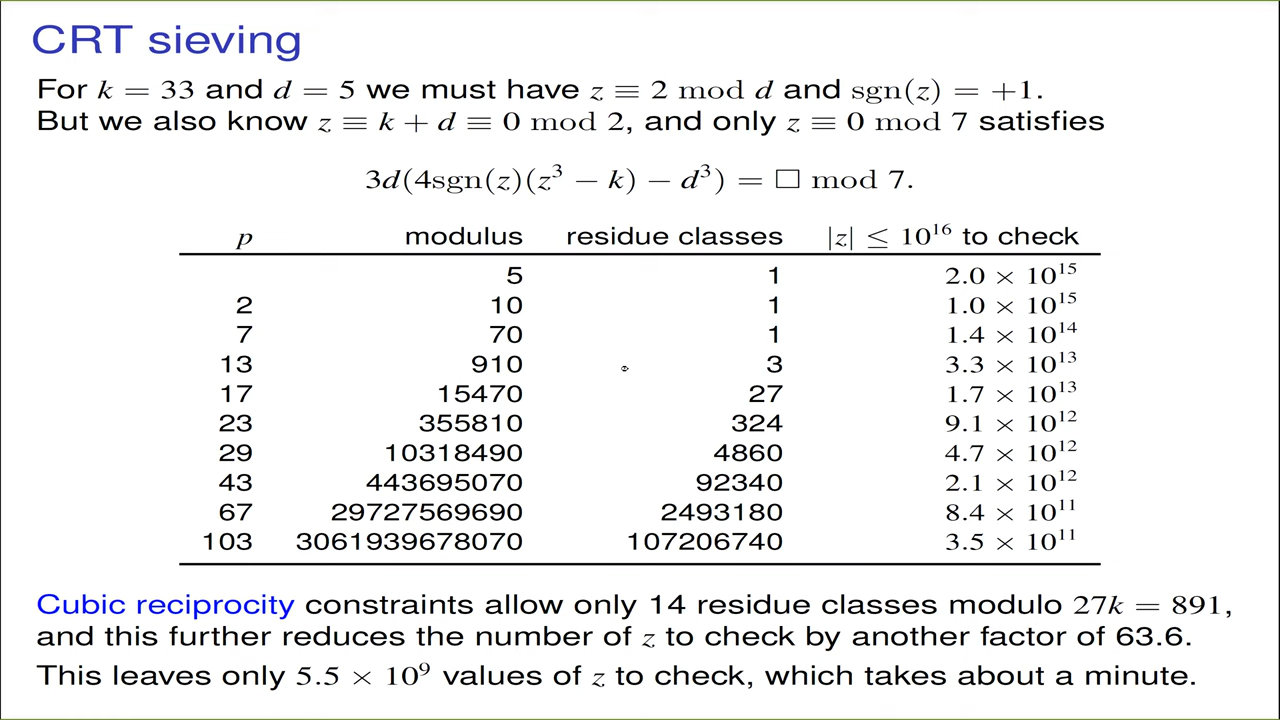 CRT sieving
For k = 33 and d = 5 we must have z ≡ 2 mod d and sgn(z) = +1.
But we also know z ≡ k + d ≡ 0 mod 2, and only z ≡ 0 mod 7 satisfies
3d(4sgn(z)(z³ − k) − d³) = □ mod 7.
p modulus residue classes |z| ≤ 10¹⁶ to check
5 1 2.0 × 10¹⁵
2 10 1 1.0 × 10¹⁵
7 70 1 1.4 × 10¹⁴
13 910 3 3.3 × 10¹³
17 15470 27 1.7 × 10¹³
23 355810 324 9.1 × 10¹²
29 10318490 4860 4.7 × 10¹²
43 443695070 92340 2.1 × 10¹²
67 29727569690 2493180 8.4 × 10¹¹
103 3061939678070 107206740 3.5 × 10¹¹
Cubic reciprocity constraints allow only 14 residue classes modulo 27k = 891,
and this further reduces the number of z to check by another factor of 63.6.
This leaves only 5.5 × 10⁹ values of z to check, which takes about a minute.